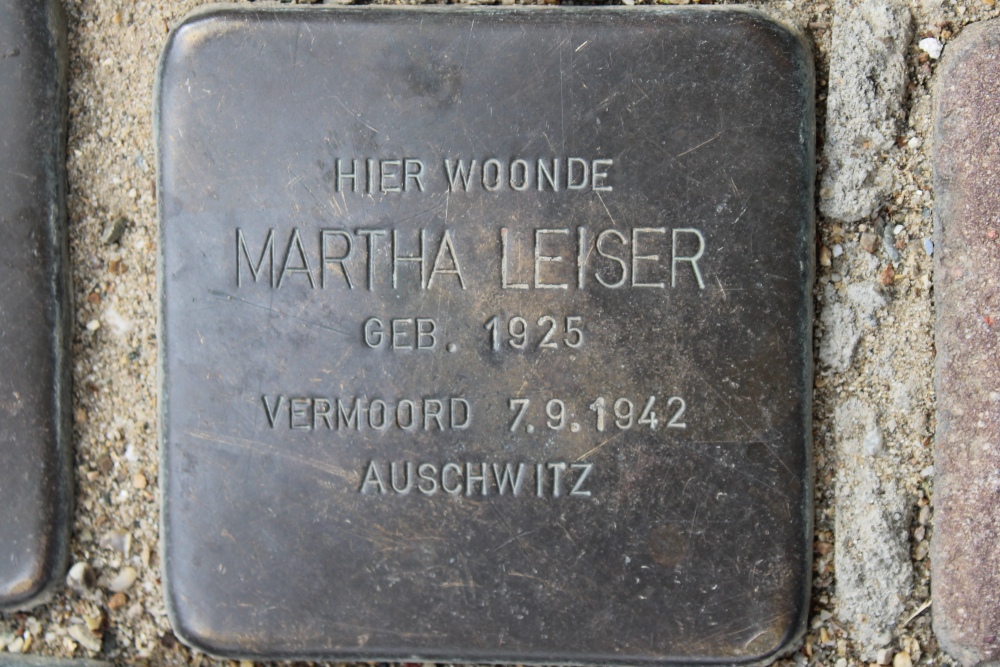 HIER WOONDE
MARTHA LEISER
GEB. 1925
VERMOORD 7.9.1942
AUSCHWITZ